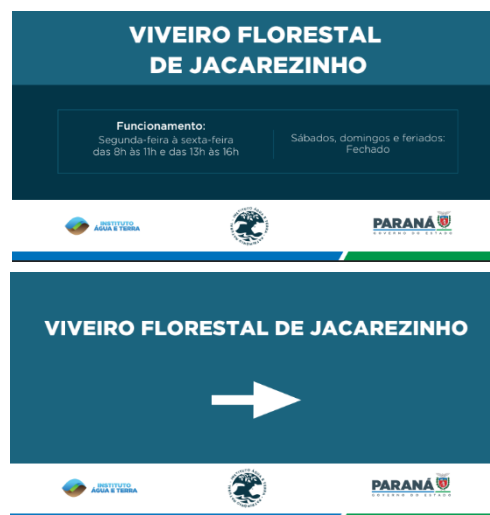 VIVEIRO FLORESTAL
DE JACAREZINHO
Funcionamento:
Segunda-feira à sexta-feira
das 8h às 11h e das 13h às 16h
Sábados, domingos e feriados:
Fechado
INSTITUTO
ÁGUA E TERRA
PARANÁ
GOVERNO DO ESTADO
VIVEIRO FLORESTAL DE JACAREZINHO
INSTITUTO
ÁGUA E TERRA
PARANÁ
GOVERNO DO ESTADO